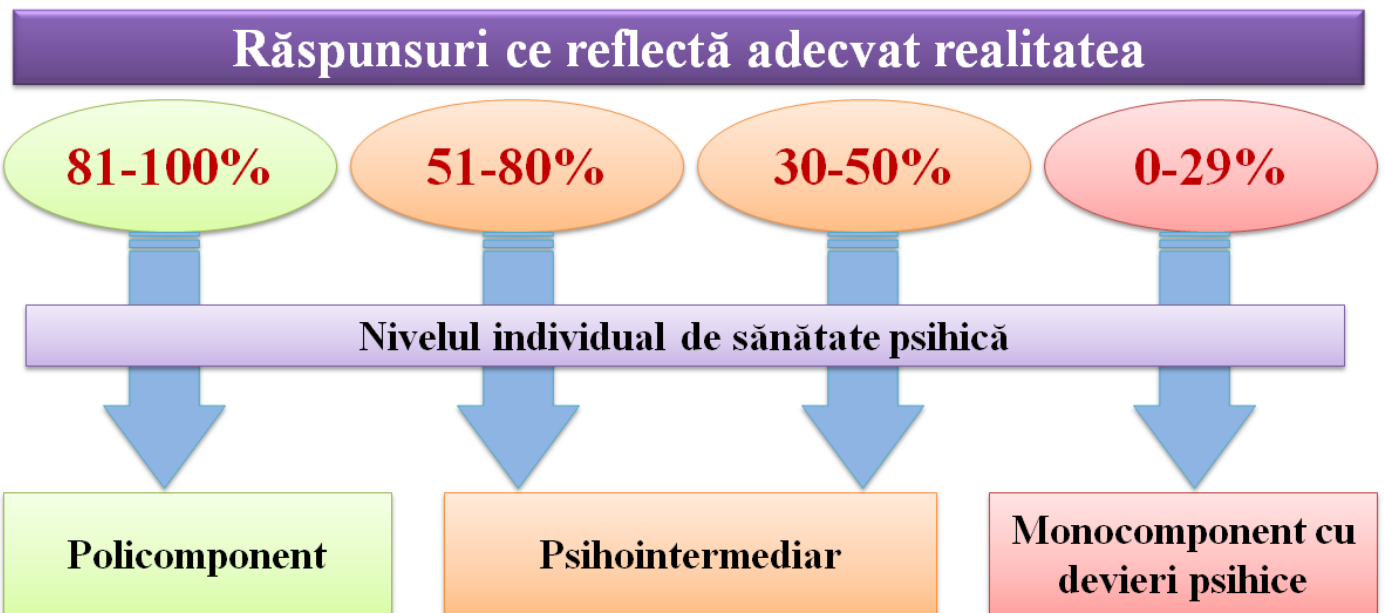 Răspunsuri ce reflectă adecvat realitatea
81-100%
51-80%
30-50%
0-29%
Nivelul individual de sănătate psihică
Policomponent
Psihointermediar
Monocomponent cu
devieri psihice